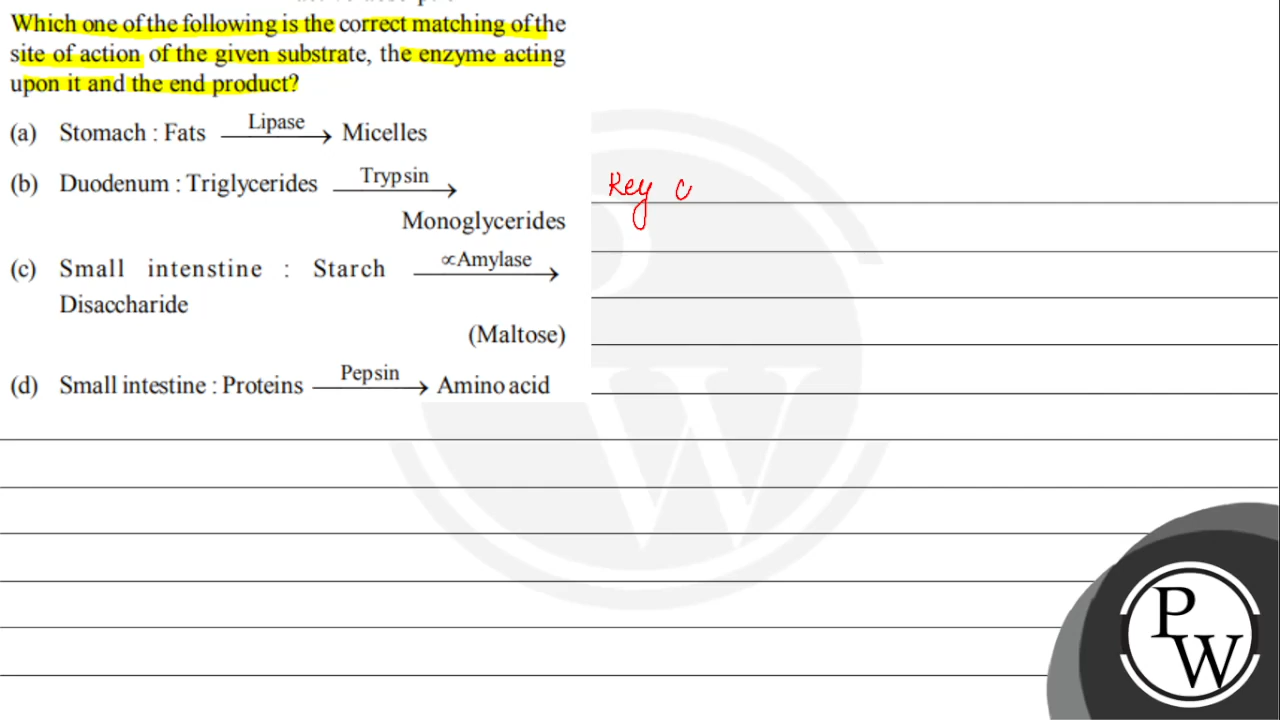 Which one of the following is the correct matching of the
site of action of the given substrate, the enzyme acting
upon it and the end product?
(a) Stomach : Fats Lipase ⟶ Micelles
(b) Duodenum : Triglycerides Trypsin ⟶
Monoglycerides
(c) Small intenstine : Starch ∝Amylase ⟶
Disaccharide
(Maltose)
(d) Small intestine : Proteins Pepsin ⟶ Amino acid
Key c
PW